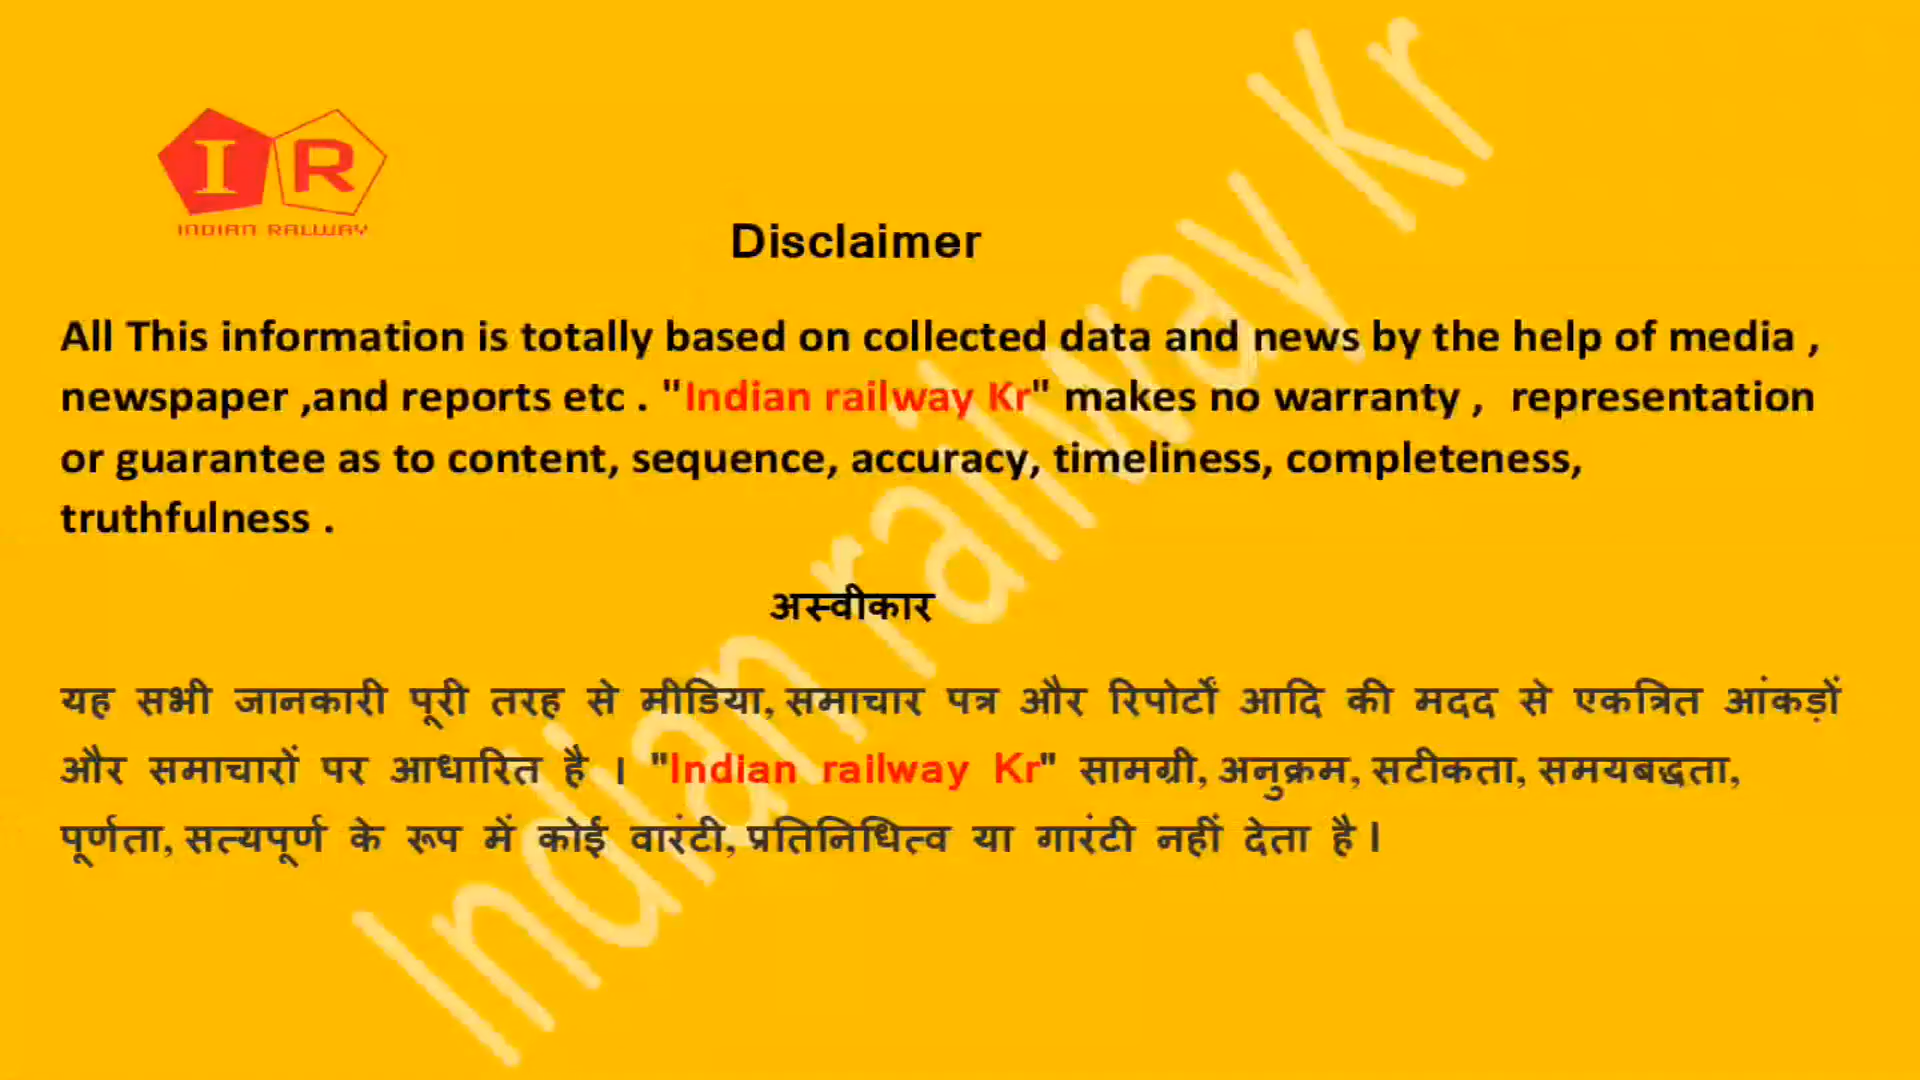 I R
INDIAN RALWAY
Disclaimer
All This information is totally based on collected data and news by the help of media ,
newspaper ,and reports etc . "Indian railway Kr" makes no warranty , representation
or guarantee as to content, sequence, accuracy, timeliness, completeness,
truthfulness .
अस्वीकार
यह सभी जानकारी पूरी तरह से मीडिया, समाचार पत्र और रिपोर्टों आदि की मदद से एकत्रित आंकड़ों
और समाचारों पर आधारित है । "Indian railway Kr" सामग्री, अनुक्रम, सटीकता, समयबद्धता,
पूर्णता, सत्यपूर्ण के रूप में कोई वारंटी, प्रतिनिधित्व या गारंटी नहीं देता है l
Indian railway Kr